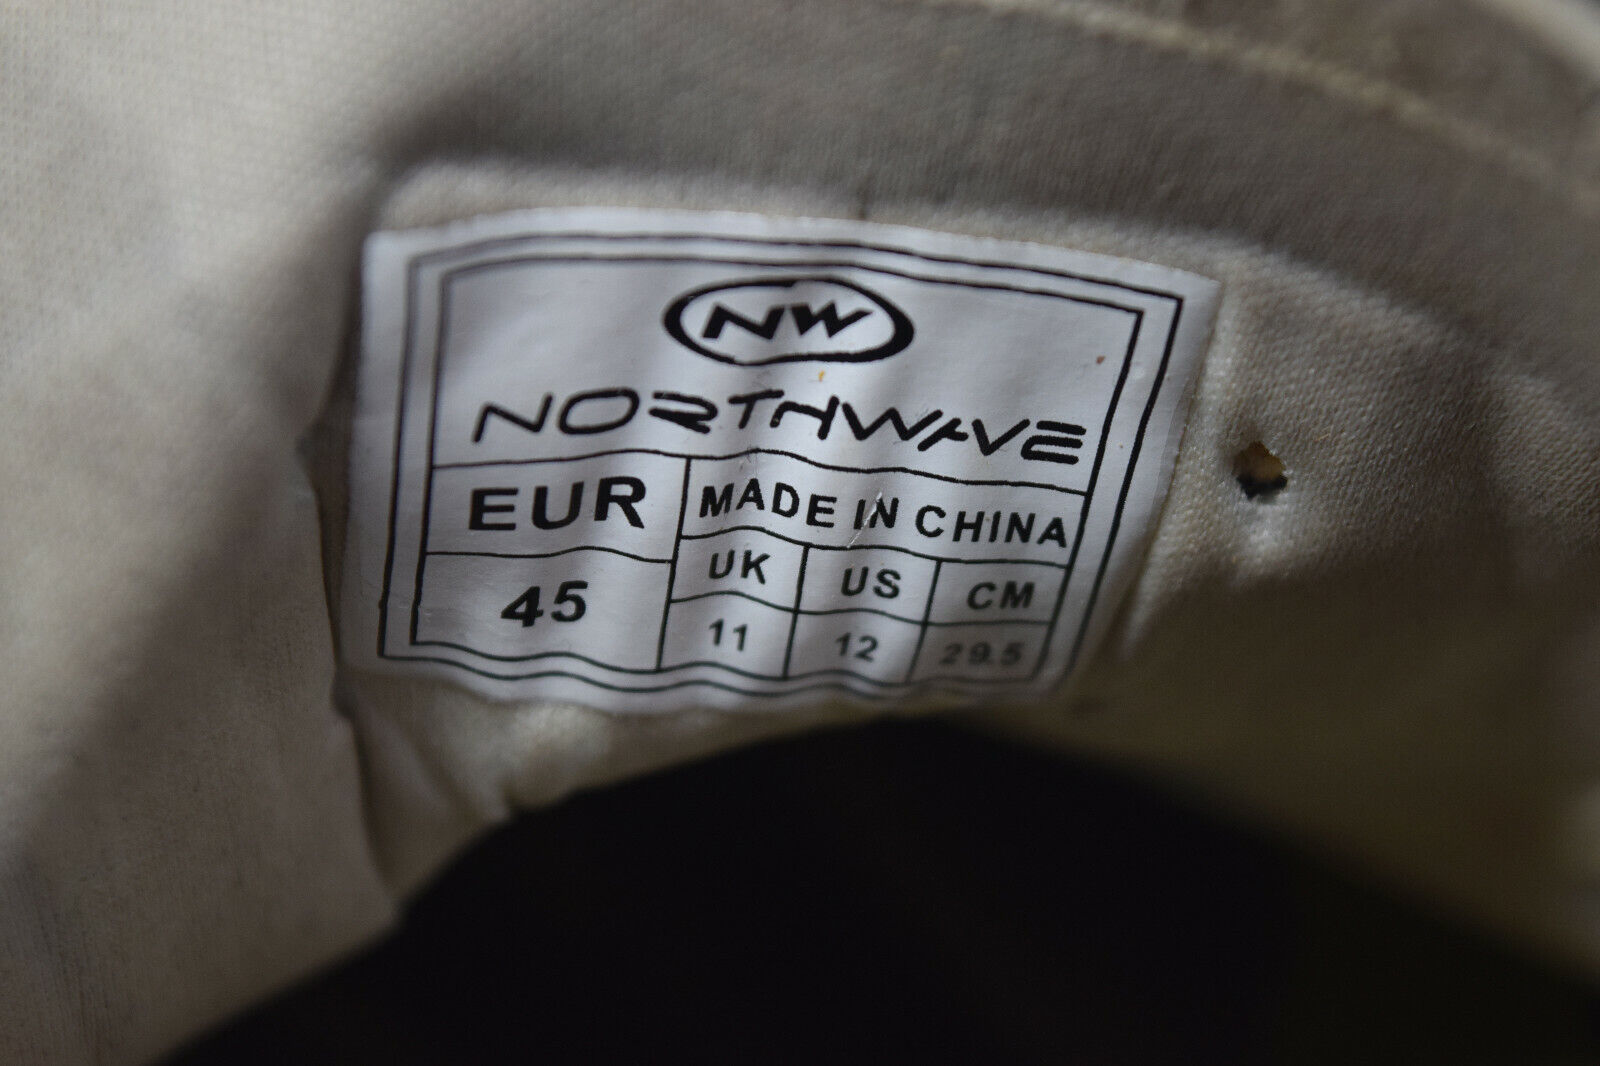 NW
NORTHWAVE
EUR MADE IN CHINA
UK US CM
45 11 12 29.5